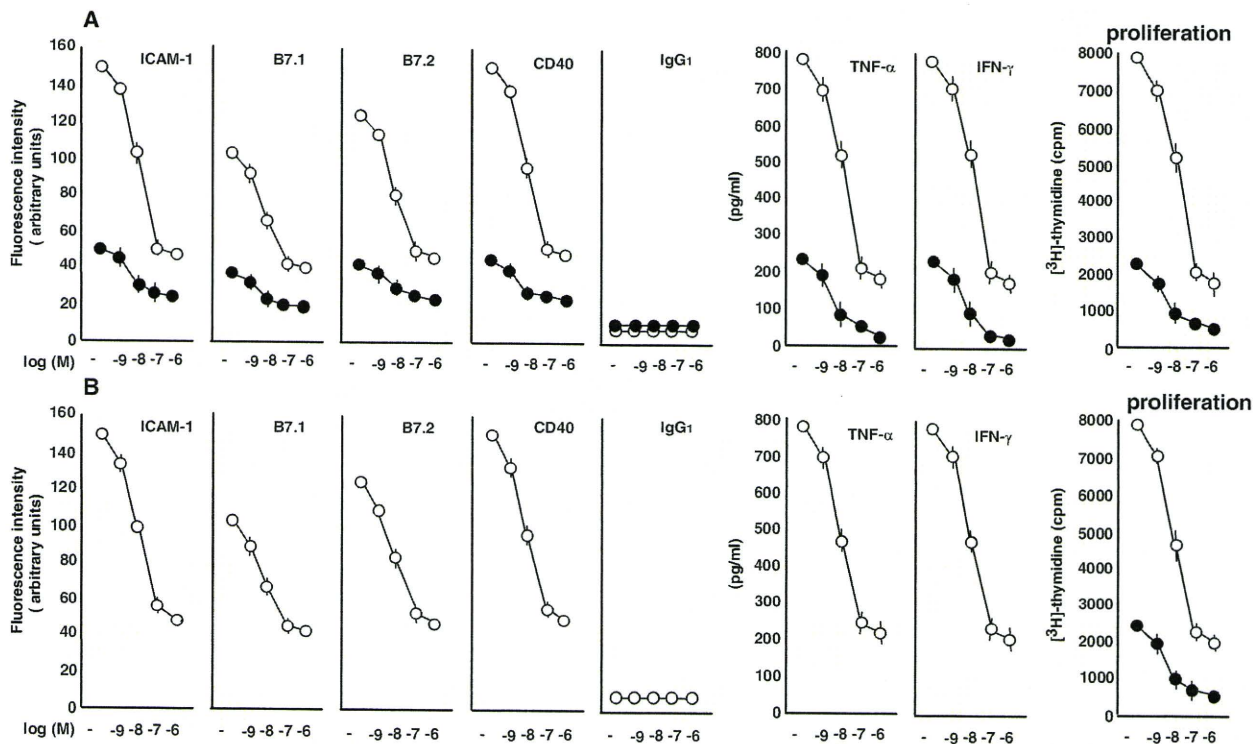 A
proliferation
160
140
120
100
80
60
40
20
0
Fluorescence intensity
( arbitrary units)
ICAM-1
B7.1
B7.2
CD40
IgG1
800
700
600
500
400
300
200
100
0
(pg/ml)
TNF-α
IFN-γ
8000
7000
6000
5000
4000
3000
2000
1000
0
[3H]-thymidine (cpm)
log (M) - -9 -8 -7 -6 - -9 -8 -7 -6 - -9 -8 -7 -6 - -9 -8 -7 -6 - -9 -8 -7 -6 - -9 -8 -7 -6 - -9 -8 -7 -6 - -9 -8 -7 -6
B
proliferation
160
140
120
100
80
60
40
20
0
Fluorescence intensity
( arbitrary units)
ICAM-1
B7.1
B7.2
CD40
IgG1
800
700
600
500
400
300
200
100
0
(pg/ml)
TNF-α
IFN-γ
8000
7000
6000
5000
4000
3000
2000
1000
0
[3H]-thymidine (cpm)
log (M) - -9 -8 -7 -6 - -9 -8 -7 -6 - -9 -8 -7 -6 - -9 -8 -7 -6 - -9 -8 -7 -6 - -9 -8 -7 -6 - -9 -8 -7 -6 - -9 -8 -7 -6